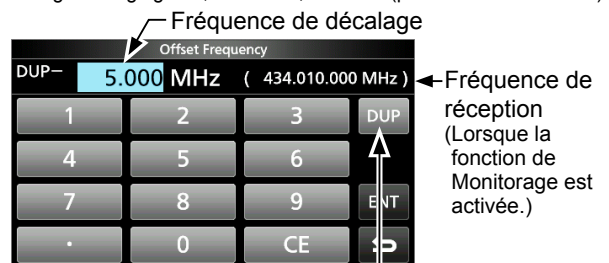 Fréquence de décalage
Offset Frequency
DUP− 5.000 MHz ( 434.010.000 MHz )
Fréquence de
réception
(Lorsque la
fonction de
Monitorage est
activée.)
1 2 3 DUP
4 5 6
7 8 9 ENT
. 0 CE